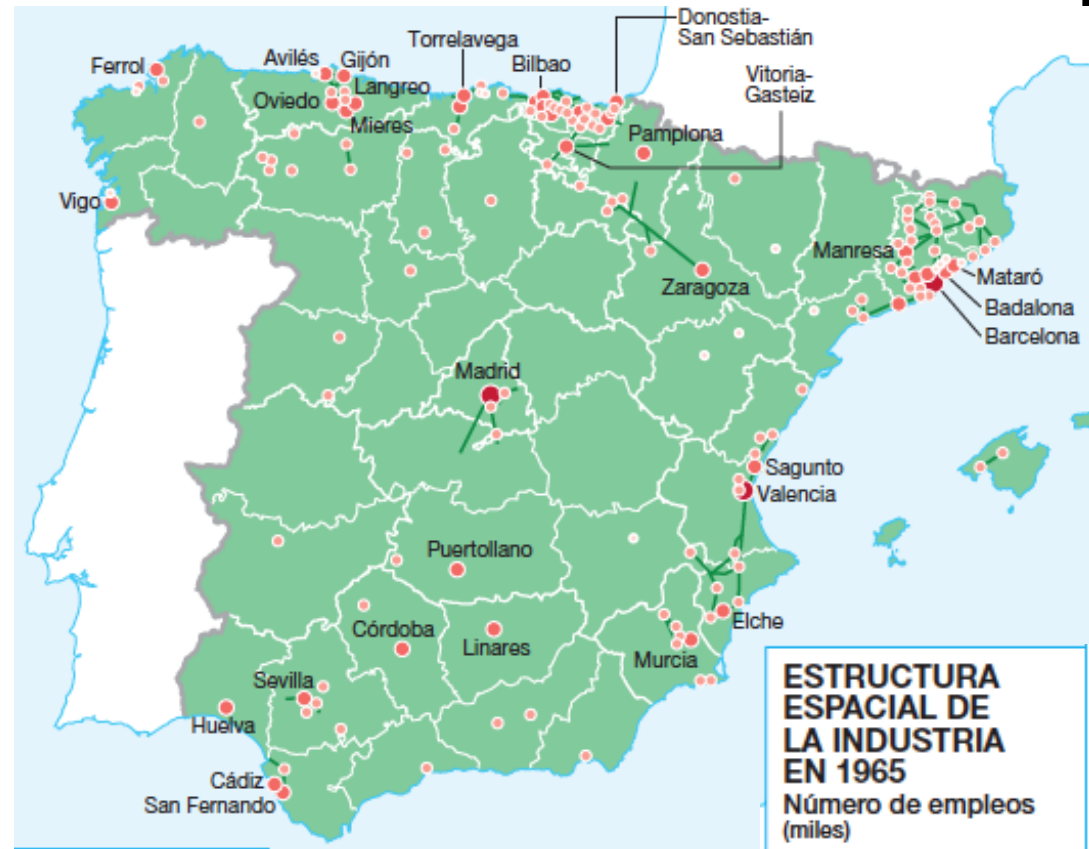 Donostia-
San Sebastián
Torrelavega
Avilés
Gijón
Bilbao
Ferrol
Vitoria-
Gasteiz
Langreo
Oviedo
Mieres
Pamplona
Vigo
Manresa
Mataró
Zaragoza
Badalona
Barcelona
Madrid
Sagunto
Valencia
Puertollano
Elche
Córdoba
Linares
Murcia
Sevilla
Huelva
Cádiz
San Fernando
ESTRUCTURA
ESPACIAL DE
LA INDUSTRIA
EN 1965
Número de empleos
(miles)